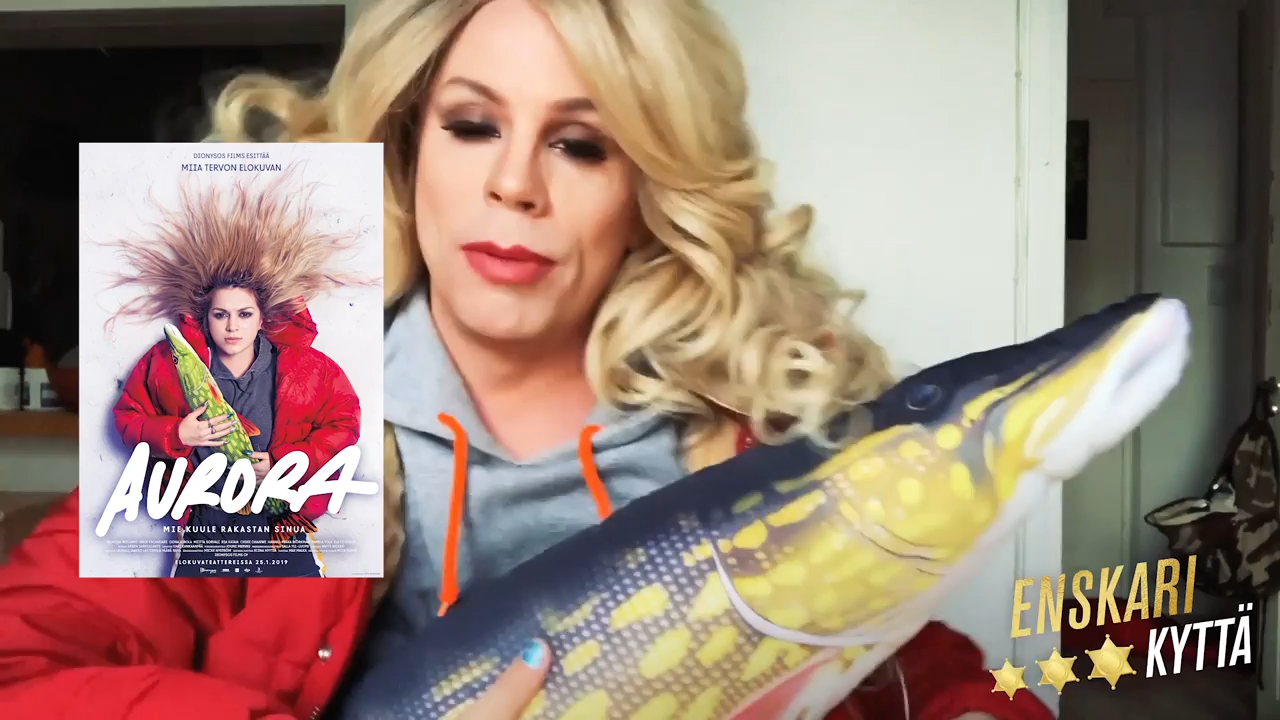 DIONYSOS FILMS ESITTÄÄ
MIIA TERVON ELOKUVAN
AURORA
MIE KUULE RAKASTAN SINUA
ELOKUVATEATTEREISSA 25.1.2019
ENSKARI
KYTTÄ